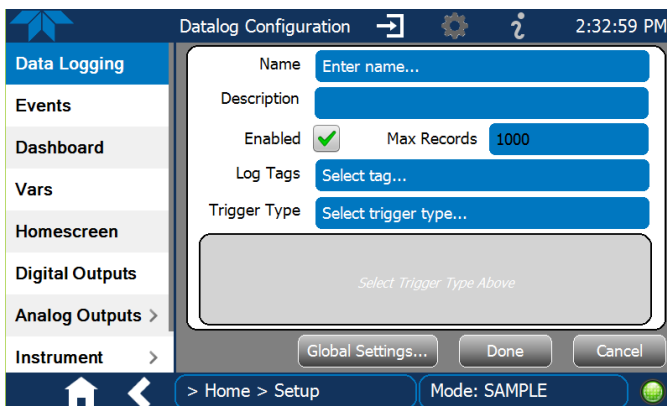 Datalog Configuration
2:32:59 PM
Data Logging
Events
Dashboard
Vars
Homescreen
Digital Outputs
Analog Outputs >
Instrument >
Name Enter name...
Description
Enabled Max Records 1000
Log Tags Select tag...
Trigger Type Select trigger type...
Select Trigger Type Above
Global Settings... Done Cancel
> Home > Setup Mode: SAMPLE